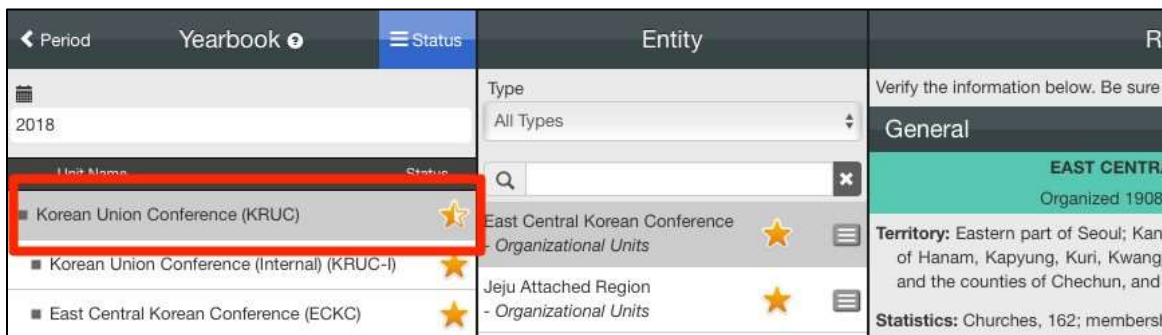 Period
Yearbook
Status
2018
Unit Name Status
Korean Union Conference (KRUC)
Korean Union Conference (Internal) (KRUC-I)
East Central Korean Conference (ECKC)
Entity
Type
All Types
East Central Korean Conference
- Organizational Units
Jeju Attached Region
- Organizational Units
R
Verify the information below. Be sure
General
EAST CENTR
Organized 1908
Territory: Eastern part of Seoul; Kan
of Hanam, Kapyung, Kuri, Kwang
and the counties of Chechun, and
Statistics: Churches, 162; members